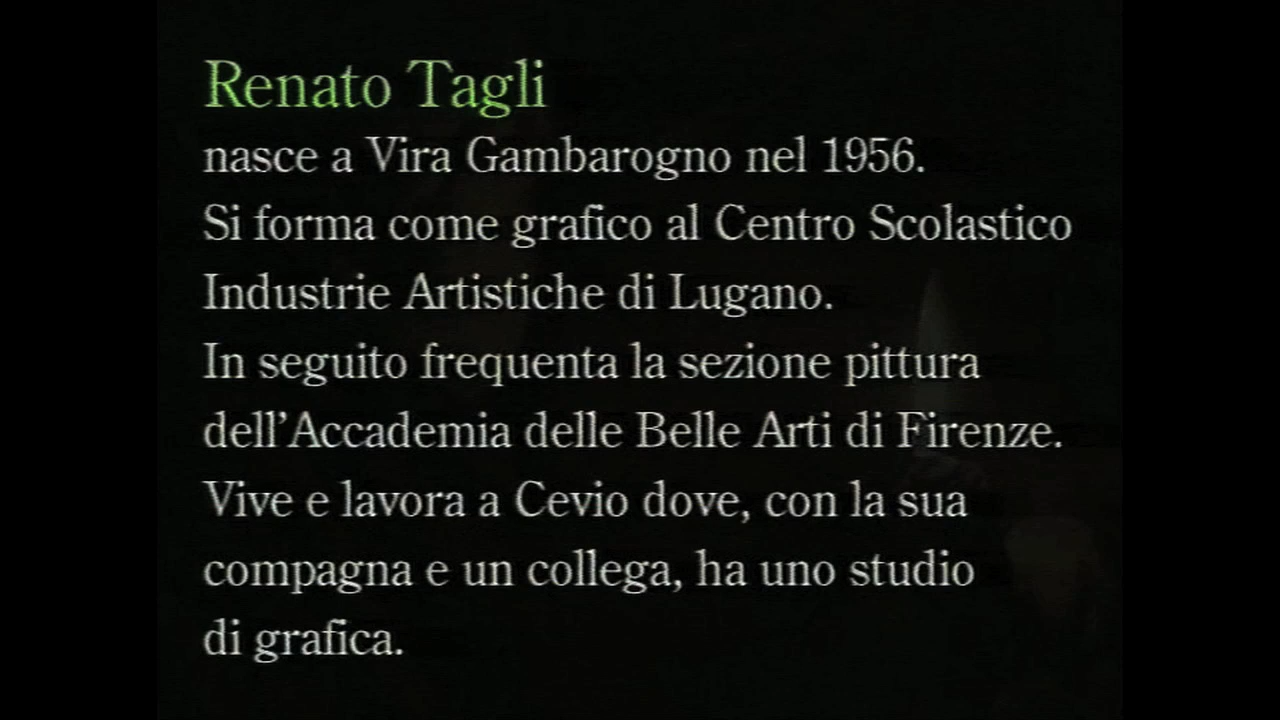 Renato Tagli
nasce a Vira Gambarogno nel 1956.
Si forma come grafico al Centro Scolastico
Industrie Artistiche di Lugano.
In seguito frequenta la sezione pittura
dell’Accademia delle Belle Arti di Firenze.
Vive e lavora a Cevio dove, con la sua
compagna e un collega, ha uno studio
di grafica.